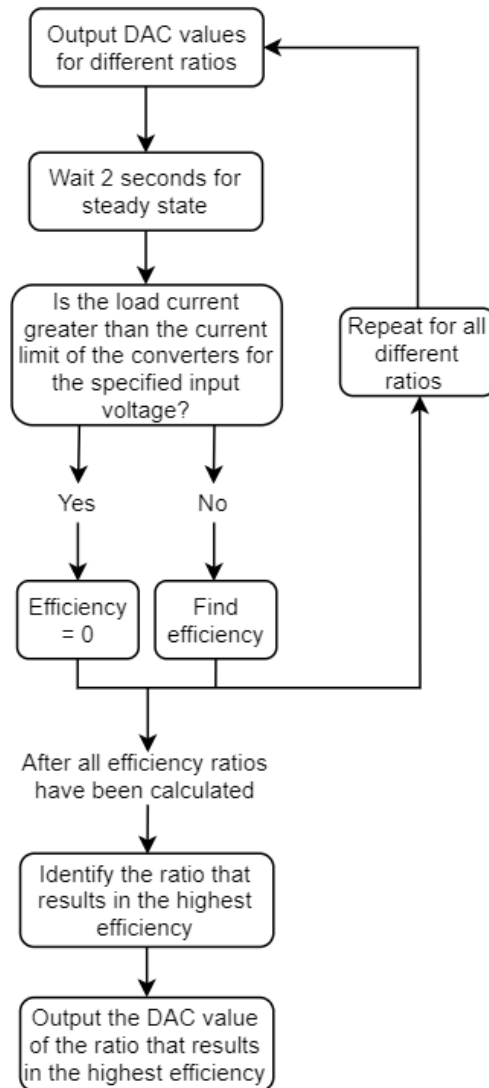 Output DAC values
for different ratios
Wait 2 seconds for
steady state
Is the load current
greater than the current
limit of the converters for
the specified input
voltage?
Repeat for all
different
ratios
Yes
No
Efficiency
= 0
Find
efficiency
After all efficiency ratios
have been calculated
Identify the ratio that
results in the highest
efficiency
Output the DAC value
of the ratio that results
in the highest efficiency